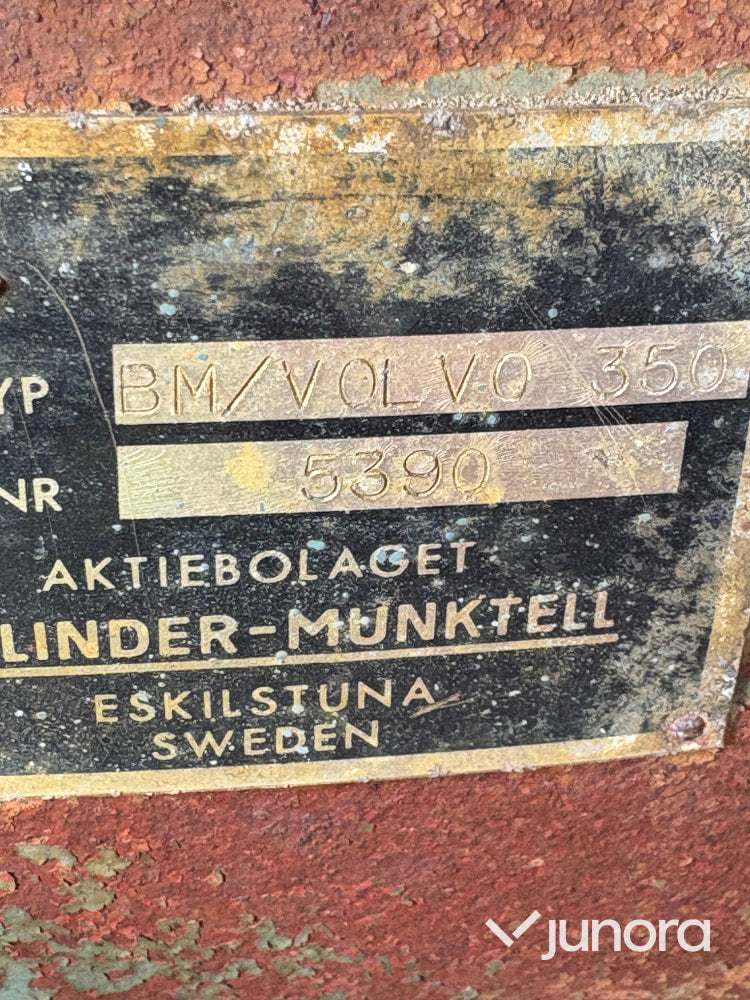 YP BM/VOLVO 350
NR 5390
AKTIEBOLAGET
LINDER-MUNKTELL
ESKILSTUNA
SWEDEN
junora